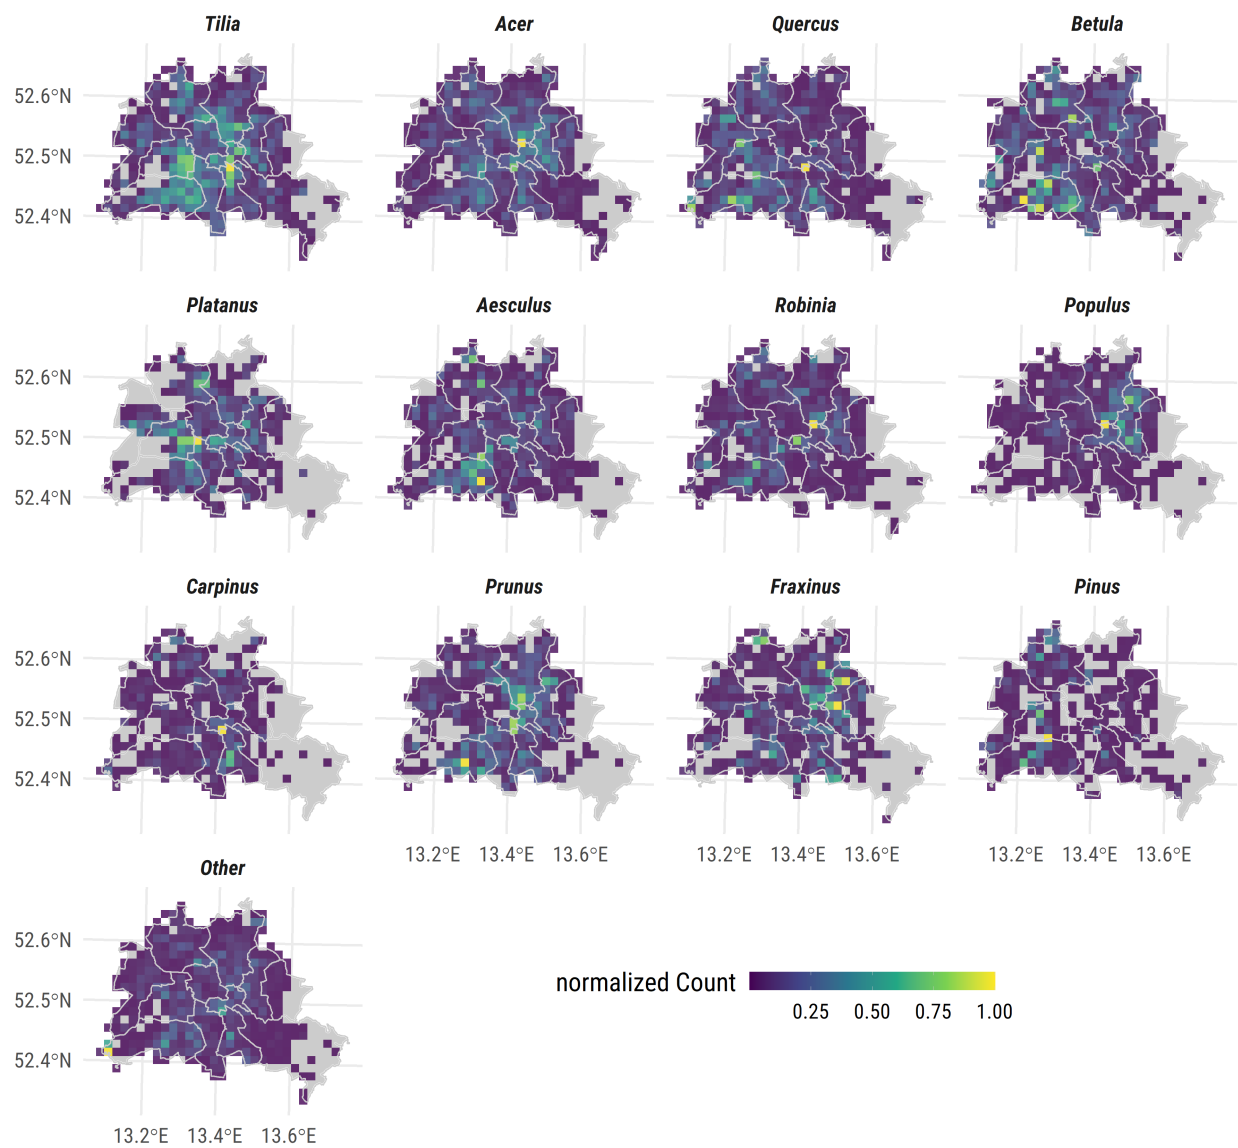 Tilia Acer Quercus Betula
52.6°N
52.5°N
52.4°N
Platanus Aesculus Robinia Populus
52.6°N
52.5°N
52.4°N
Carpinus Prunus Fraxinus Pinus
52.6°N
52.5°N
52.4°N
13.2°E 13.4°E 13.6°E 13.2°E 13.4°E 13.6°E 13.2°E 13.4°E 13.6°E
Other
52.6°N
52.5°N
52.4°N
13.2°E 13.4°E 13.6°E
normalized Count
0.25 0.50 0.75 1.00